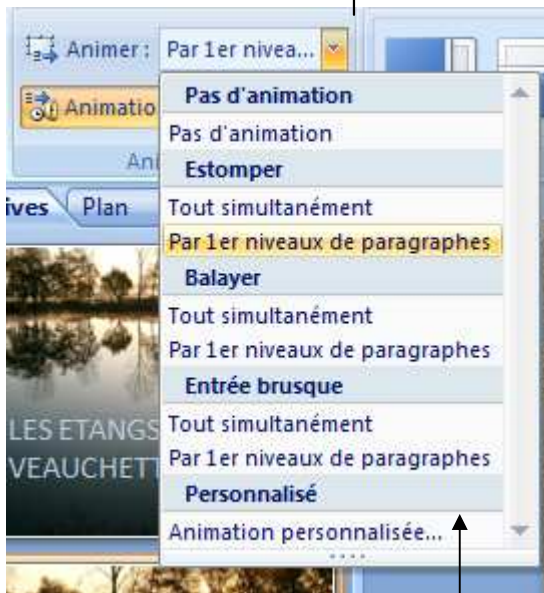 Animer : Par 1er nivea...
Animatio
Ani
ives Plan
Pas d'animation
Pas d'animation
Estomper
Tout simultanément
Par 1er niveaux de paragraphes
Balayer
Tout simultanément
Par 1er niveaux de paragraphes
Entrée brusque
Tout simultanément
Par 1er niveaux de paragraphes
Personnalisé
Animation personnalisée...
LES ETANGS
VEAUCHETT